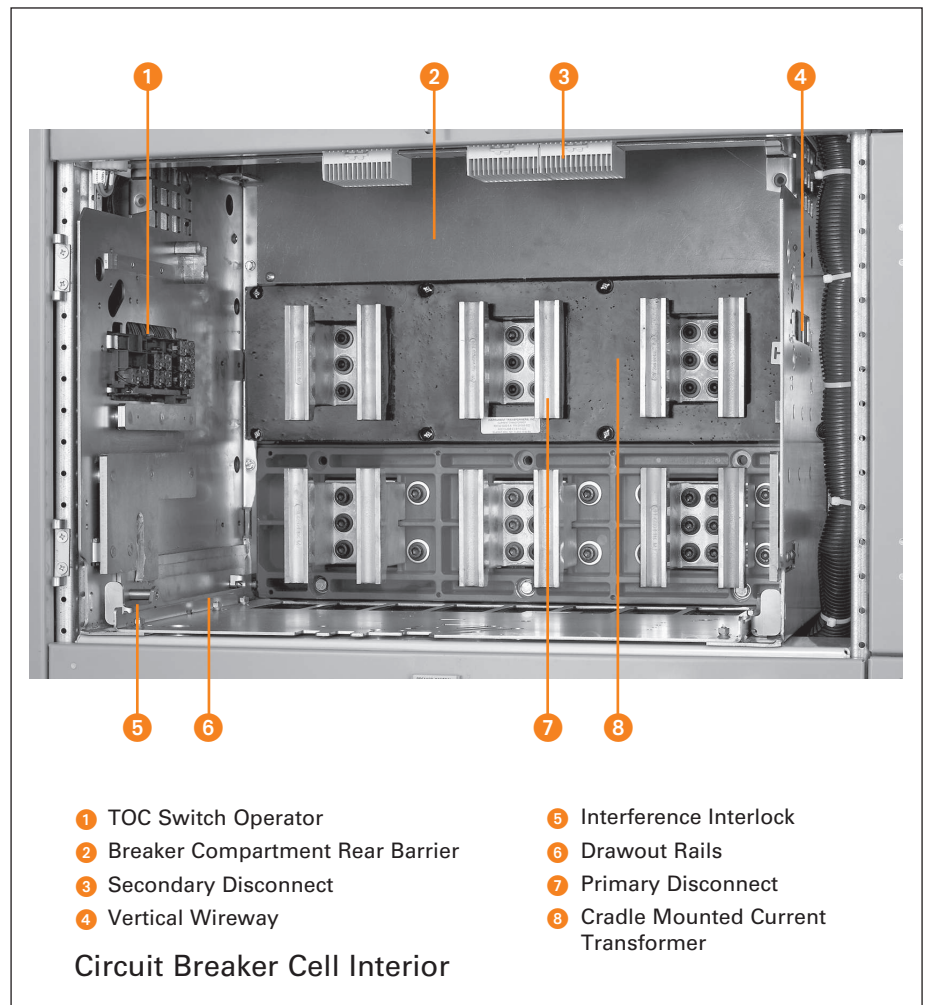 1 2 3 4
5 6 7 8
1 TOC Switch Operator
2 Breaker Compartment Rear Barrier
3 Secondary Disconnect
4 Vertical Wireway
5 Interference Interlock
6 Drawout Rails
7 Primary Disconnect
8 Cradle Mounted Current
Transformer
Circuit Breaker Cell Interior